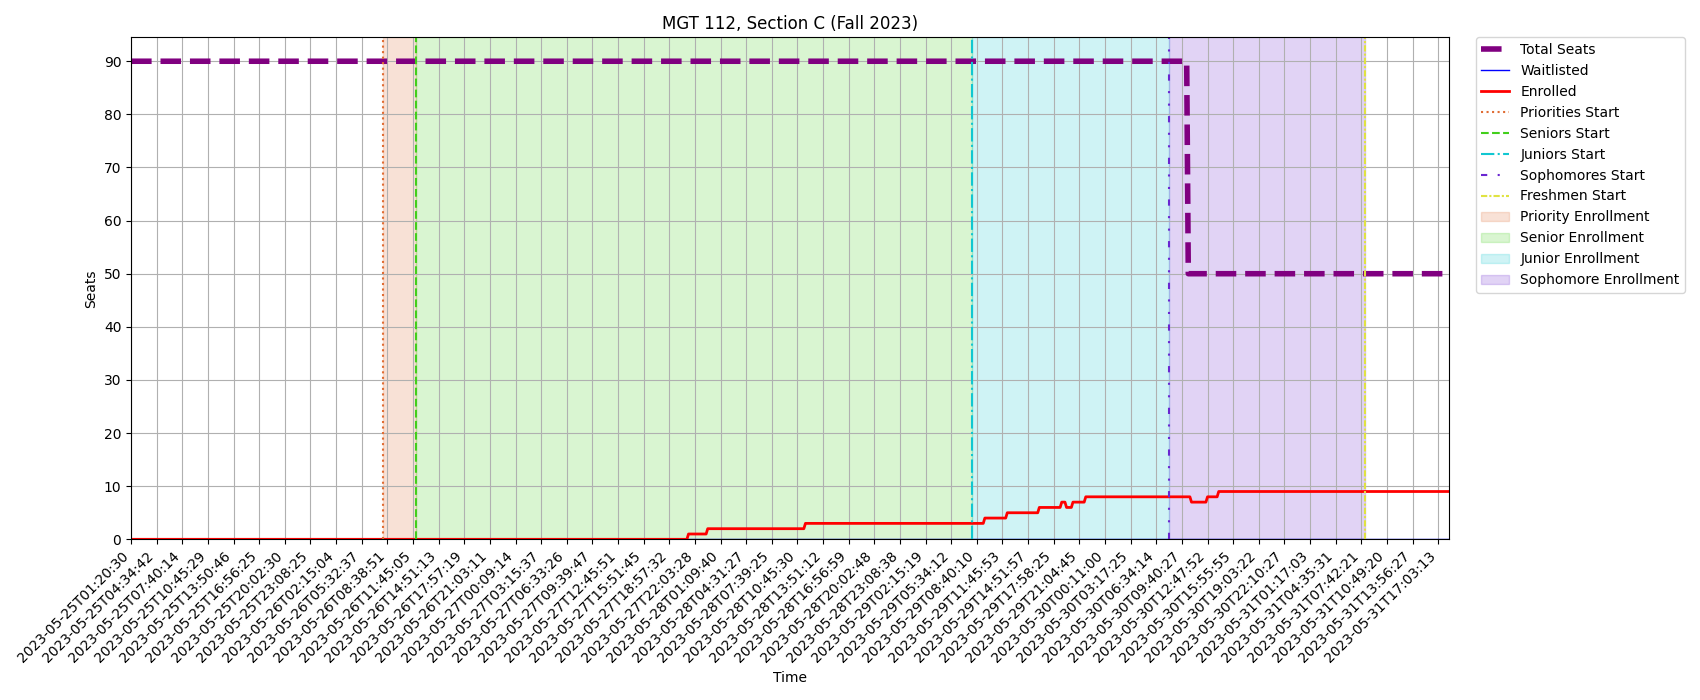 MGT 112, Section C (Fall 2023)
Total Seats
Waitlisted
Enrolled
Priorities Start
Seniors Start
Juniors Start
Sophomores Start
Freshmen Start
Priority Enrollment
Senior Enrollment
Junior Enrollment
Sophomore Enrollment
Seats
90
80
70
60
50
40
30
20
10
0
2023-05-25T01:20:30
2023-05-25T04:34:42
2023-05-25T07:40:14
2023-05-25T10:45:29
2023-05-25T13:50:46
2023-05-25T16:56:25
2023-05-25T20:02:30
2023-05-25T23:08:25
2023-05-26T02:15:04
2023-05-26T05:32:37
2023-05-26T08:38:51
2023-05-26T11:45:05
2023-05-26T14:51:13
2023-05-26T17:57:19
2023-05-26T21:03:11
2023-05-27T00:09:14
2023-05-27T03:15:37
2023-05-27T06:33:26
2023-05-27T09:39:47
2023-05-27T12:45:51
2023-05-27T15:51:45
2023-05-27T18:57:32
2023-05-27T22:03:28
2023-05-28T01:09:40
2023-05-28T04:31:27
2023-05-28T07:39:25
2023-05-28T10:45:30
2023-05-28T13:51:12
2023-05-28T16:56:59
2023-05-28T20:02:48
2023-05-28T23:08:38
2023-05-29T02:15:19
2023-05-29T05:34:12
2023-05-29T08:40:10
2023-05-29T11:45:53
2023-05-29T14:51:57
2023-05-29T17:58:25
2023-05-29T21:04:45
2023-05-30T00:11:00
2023-05-30T03:17:25
2023-05-30T06:34:14
2023-05-30T09:40:27
2023-05-30T12:47:52
2023-05-30T15:55:55
2023-05-30T19:03:22
2023-05-30T22:10:27
2023-05-31T01:17:03
2023-05-31T04:35:31
2023-05-31T07:42:21
2023-05-31T10:49:20
2023-05-31T13:56:27
2023-05-31T17:03:13
Time